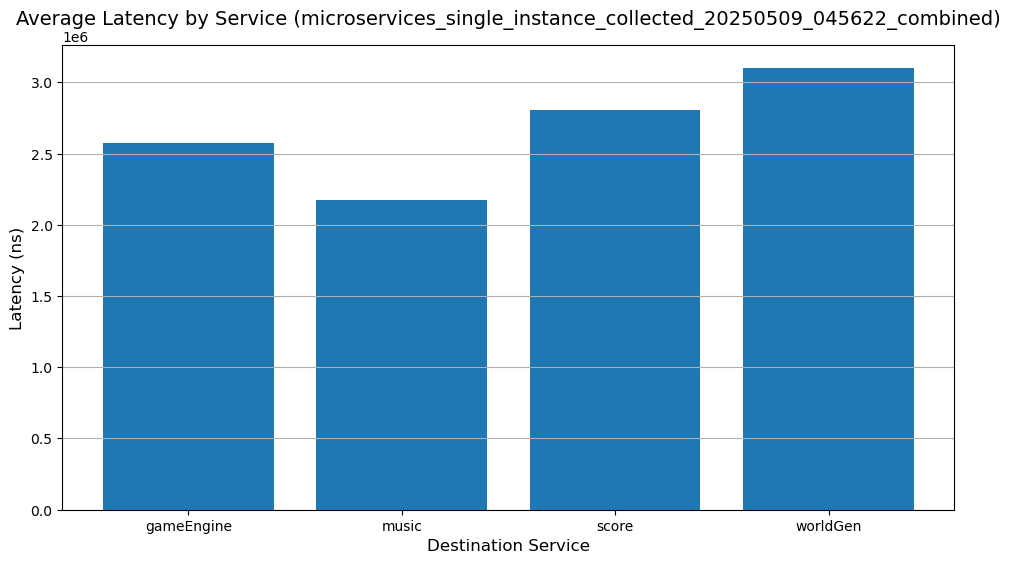 Average Latency by Service (microservices_single_instance_collected_20250509_045622_combined)
1e6
3.0
2.5
2.0
1.5
1.0
0.5
0.0
Latency (ns)
gameEngine music score worldGen
Destination Service